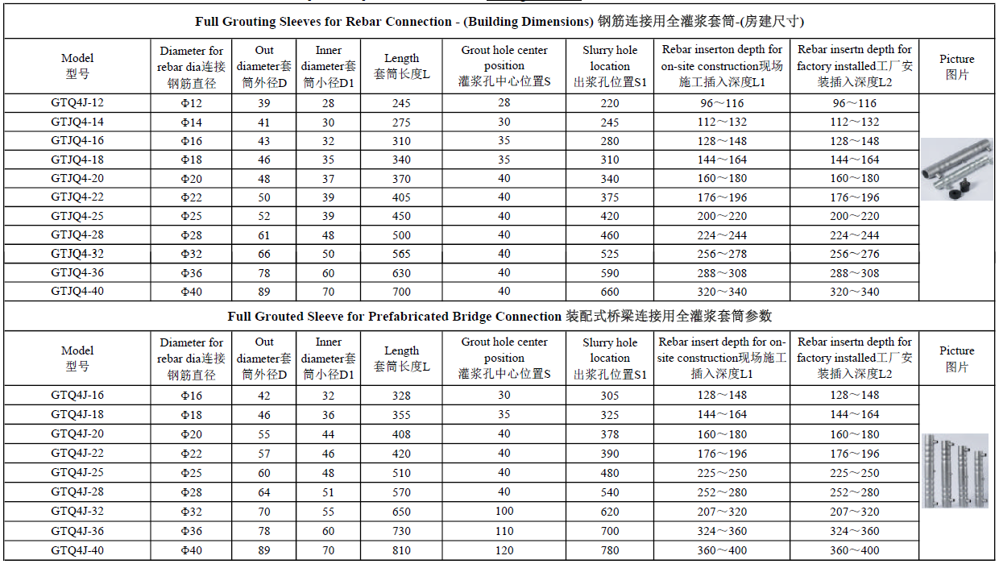 Full Grouting Sleeves for Rebar Connection - (Building Dimensions) 钢筋连接用全灌浆套筒-(房建尺寸)
Model 型号 Diameter for rebar dia连接钢筋直径 Out diameter套筒外径D Inner diameter套筒小径D1 Length 套筒长度L Grout hole center position 灌浆孔中心位置S Slurry hole location 出浆孔位置S1 Rebar inserton depth for on-site construction现场施工插入深度L1 Rebar insertn depth for factory installed工厂安装插入深度L2 Picture 图片
GTQ4J-12 Φ12 39 28 245 28 220 96～116 96～116
GTJQ4-14 Φ14 41 30 275 30 245 112～132 112～132
GTJQ4-16 Φ16 43 32 310 35 280 128～148 128～148
GTJQ4-18 Φ18 46 35 340 35 310 144～164 144～164
GTJQ4-20 Φ20 48 37 370 40 340 160～180 160～180
GTJQ4-22 Φ22 50 39 405 40 375 176～196 176～196
GTJQ4-25 Φ25 52 39 450 40 420 200～220 200～220
GTJQ4-28 Φ28 61 48 500 40 460 224～244 224～244
GTJQ4-32 Φ32 66 50 565 40 525 256～278 256～276
GTJQ4-36 Φ36 78 60 630 40 590 288～308 288～308
GTJQ4-40 Φ40 89 70 700 40 660 320～340 320～340
Full Grouted Sleeve for Prefabricated Bridge Connection 装配式桥梁连接用全灌浆套筒参数
Model 型号 Diameter for rebar dia连接钢筋直径 Out diameter套筒外径D Inner diameter套筒小径D1 Length 套筒长度L Grout hole center position 灌浆孔中心位置S Slurry hole location 出浆孔位置S1 Rebar insert depth for on-site construction现场施工插入深度L1 Rebar insertn depth for factory installed工厂安装插入深度L2 Picture 图片
GTQ4J-16 Φ16 42 32 328 30 305 128～148 128～148
GTQ4J-18 Φ18 46 36 355 35 325 144～164 144～164
GTQ4J-20 Φ20 55 44 408 40 378 160～180 160～180
GTQ4J-22 Φ22 57 46 420 40 390 176～196 176～196
GTQ4J-25 Φ25 60 48 510 40 480 225～250 225～250
GTQ4J-28 Φ28 64 51 570 40 540 252～280 252～280
GTQ4J-32 Φ32 70 55 650 100 620 207～320 207～320
GTQ4J-36 Φ36 78 60 730 110 700 324～360 324～360
GTQ4J-40 Φ40 89 70 810 120 780 360～400 360～400